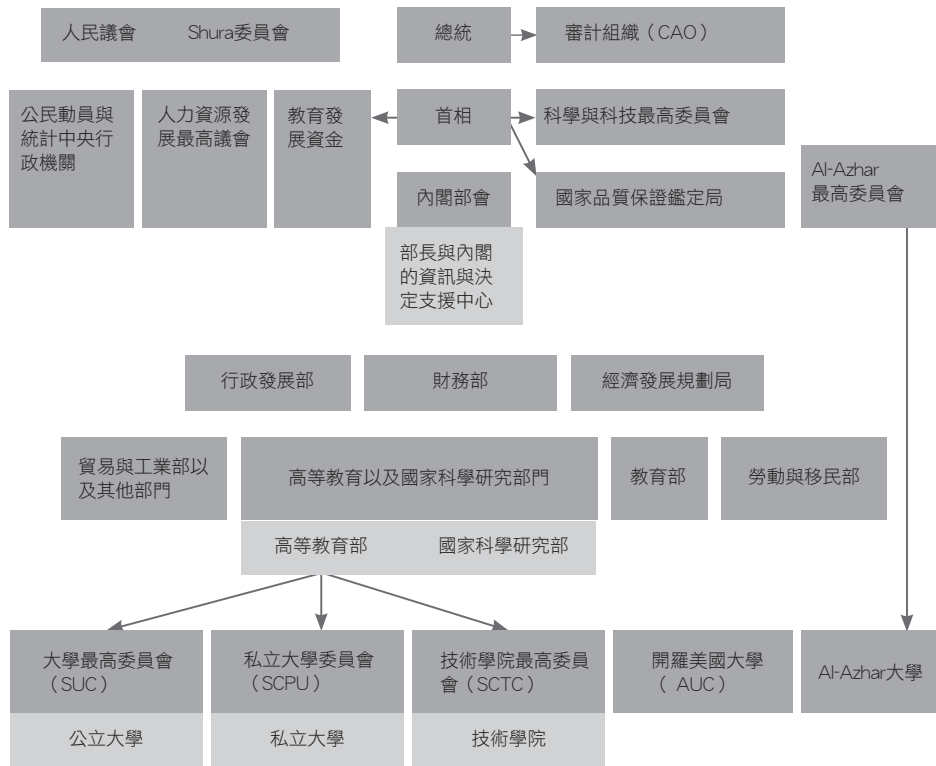 人民議會 Shura委員會
總統
審計組織（CAO）
公民動員與
統計中央行
政機關
人力資源發
展最高議會
教育發
展資金
首相
科學與科技最高委員會
Al-Azhar
最高委員會
內閣部會
國家品質保證鑑定局
部長與內閣
的資訊與決
定支援中心
行政發展部
財務部
經濟發展規劃局
貿易與工業部以
及其他部門
高等教育以及國家科學研究部門
教育部
勞動與移民部
高等教育部 國家科學研究部
大學最高委員會
（SUC）
私立大學委員會
（SCPU）
技術學院最高委員
會（SCTC）
開羅美國大學
（ AUC）
Al-Azhar大學
公立大學
私立大學
技術學院